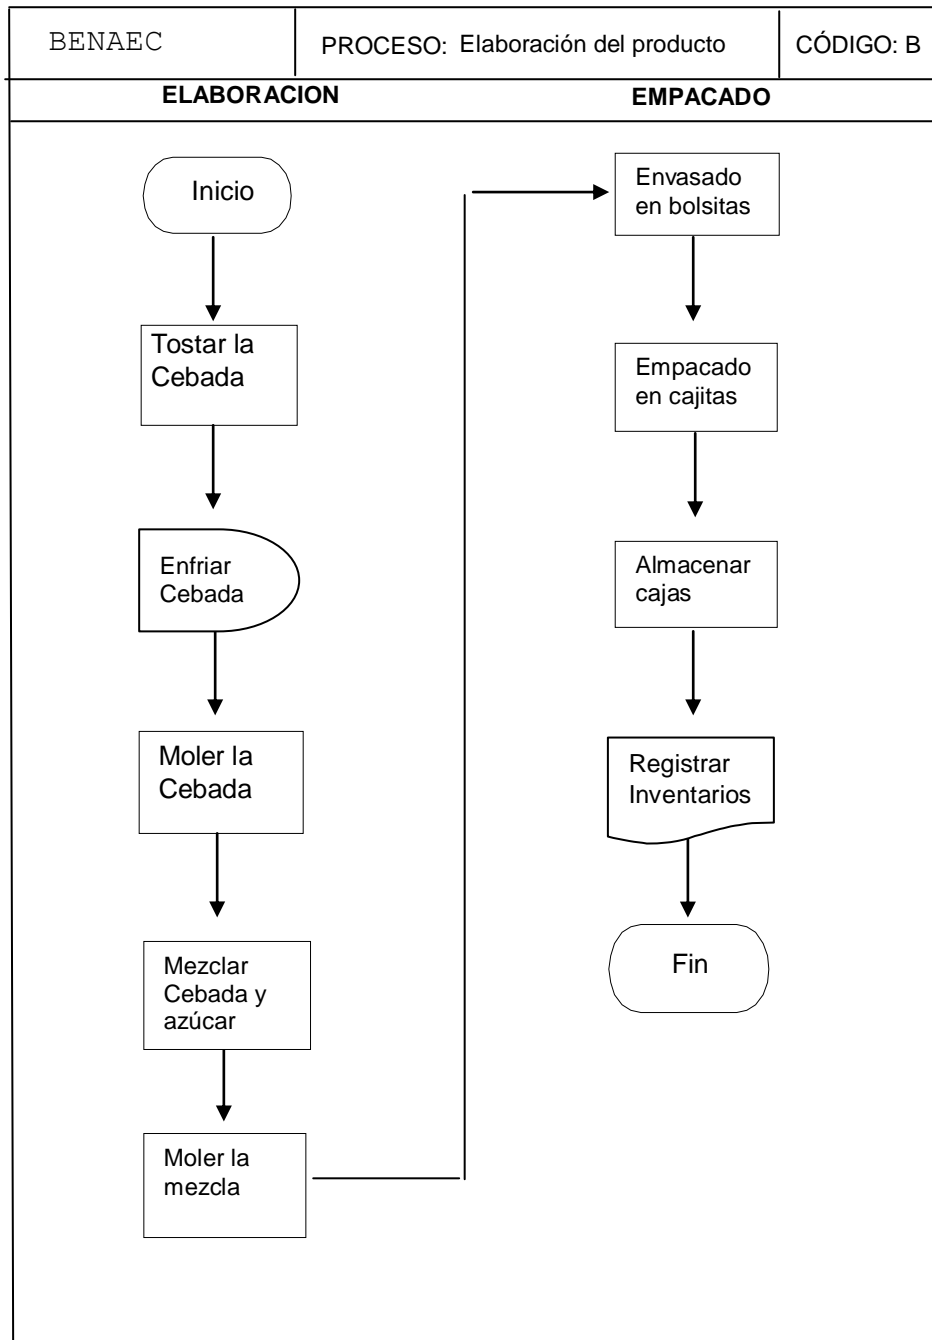 BENAEC
PROCESO: Elaboración del producto
CÓDIGO: B
ELABORACION
EMPACADO
Inicio
Tostar la
Cebada
Enfriar
Cebada
Moler la
Cebada
Mezclar
Cebada y
azúcar
Moler la
mezcla
Envasado
en bolsitas
Empacado
en cajitas
Almacenar
cajas
Registrar
Inventarios
Fin